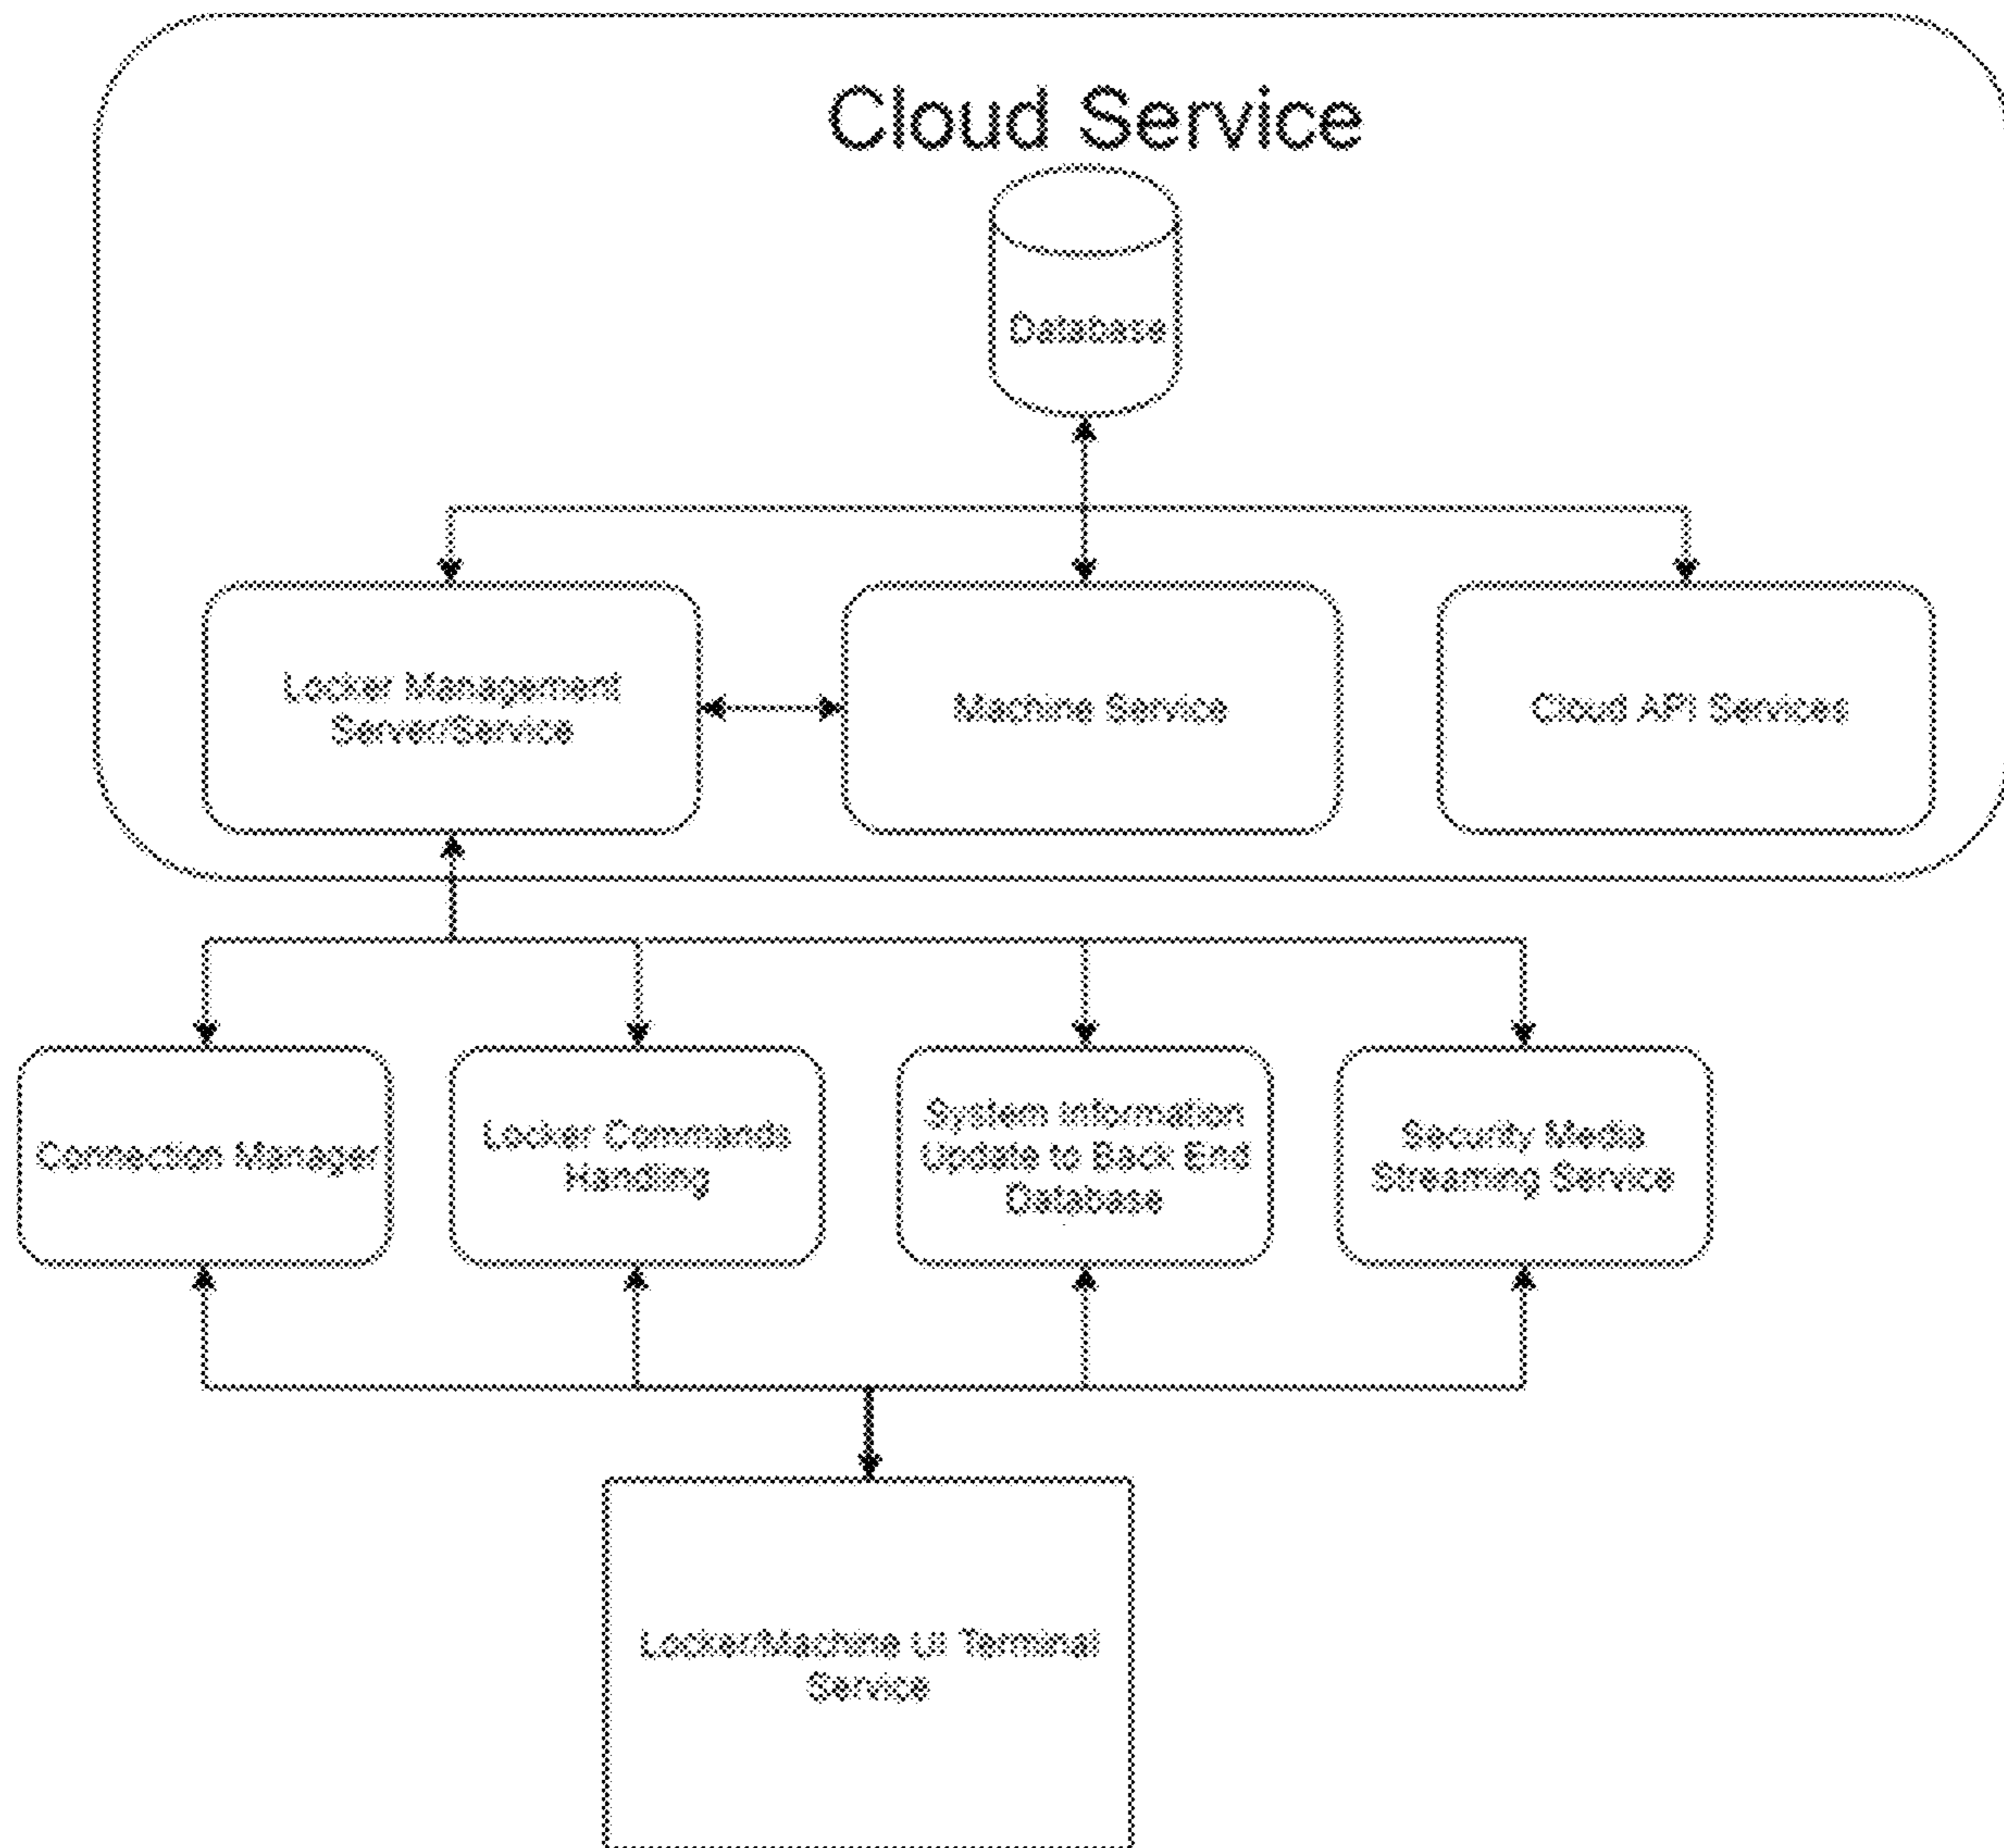 Cloud Service
Database
Locker Management
Server/Service
Machine Service
Cloud API Services
Connection Manager
Locker Commands
Handling
System Information
Update to Back End
Database
Security Media
Streaming Service
Locker/Machine UI Terminal
Service